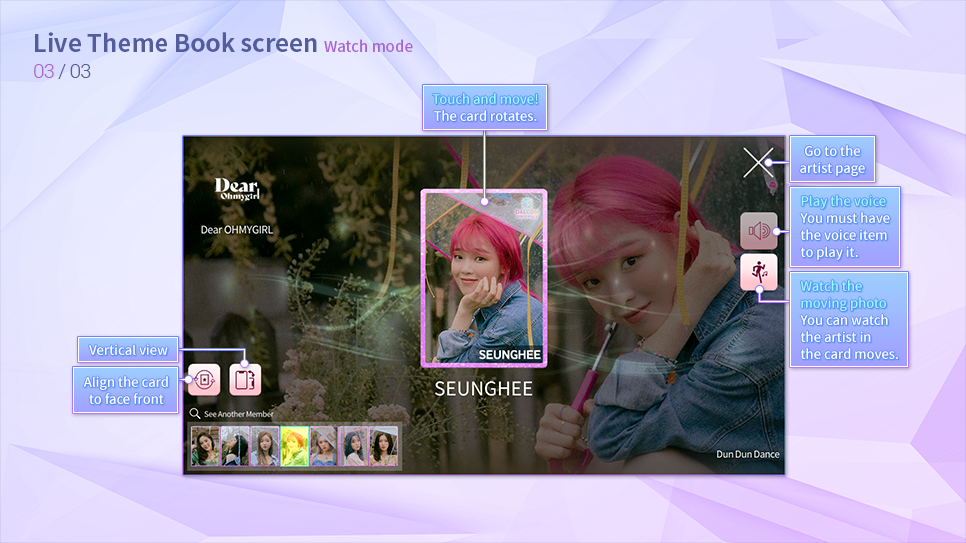 Live Theme Book screen Watch mode
03 / 03
Touch and move!
The card rotates.
Go to the
artist page
Dear
Ohmygirl
Dear OHMYGIRL
Play the voice
You must have
the voice item
to play it.
Watch the
moving photo
You can watch
the artist in
the card moves.
SEUNGHEE
SEUNGHEE
Vertical view
Align the card
to face front
See Another Member
Dun Dun Dance